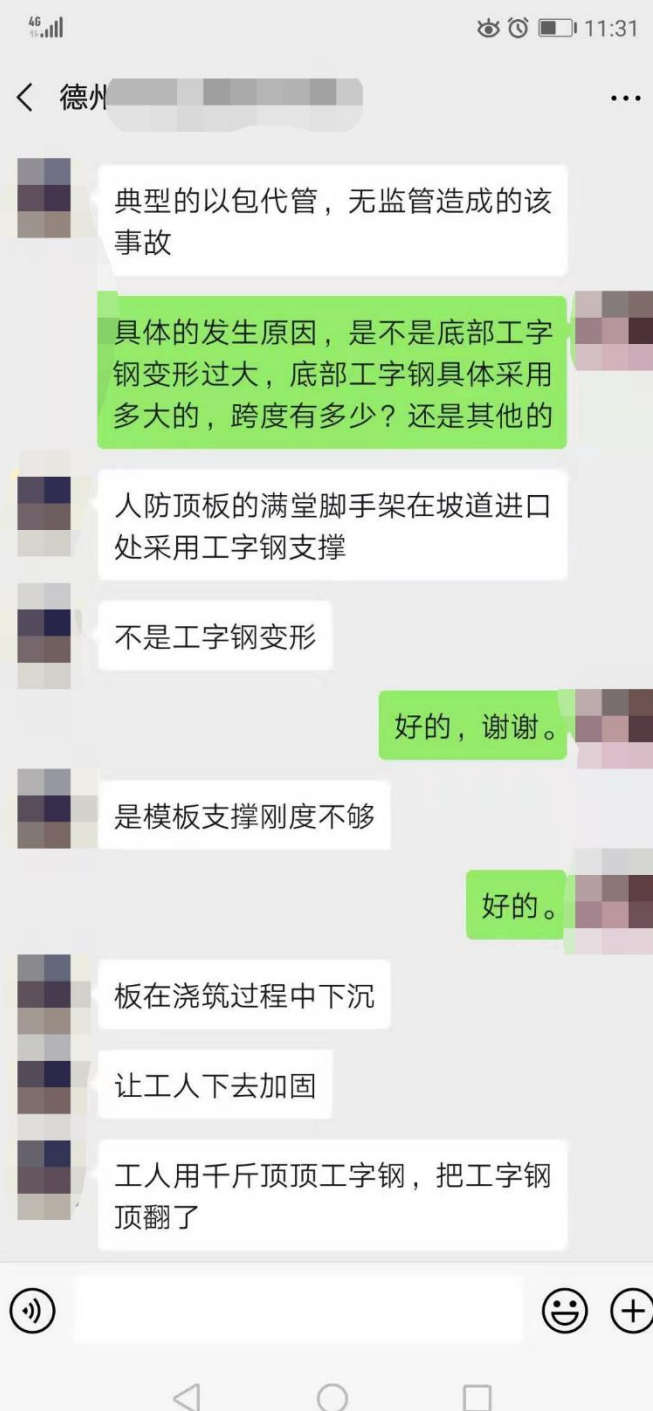 4G
11:31
德州
典型的以包代管，无监管造成的该
事故
具体的发生原因，是不是底部工字
钢变形过大，底部工字钢具体采用
多大的，跨度有多少？还是其他的
人防顶板的满堂脚手架在坡道进口
处采用工字钢支撑
不是工字钢变形
好的，谢谢。
是模板支撑刚度不够
好的。
板在浇筑过程中下沉
让工人下去加固
工人用千斤顶顶工字钢，把工字钢
顶翻了